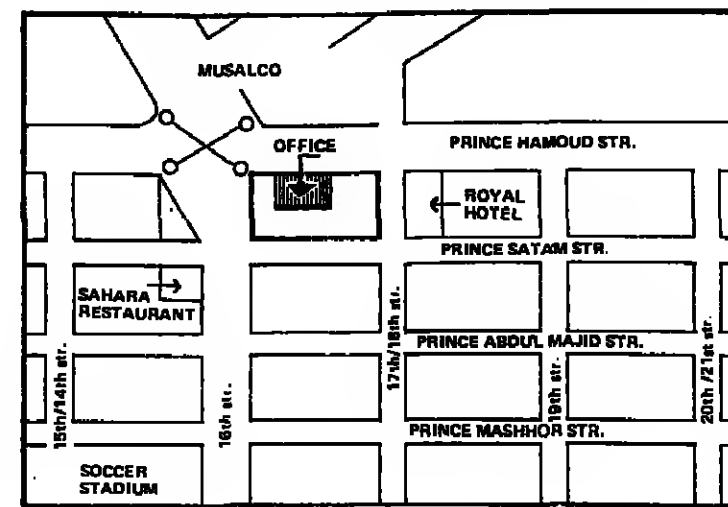 MUSALCO
OFFICE
PRINCE HAMOUD STR.
ROYAL
HOTEL
PRINCE SATAM STR.
SAHARA
RESTAURANT
PRINCE ABDUL MAJID STR.
15th/14th str.
16th str.
17th/18th str.
19th str.
20th /21st str.
PRINCE MASHHOR STR.
SOCCER
STADIUM